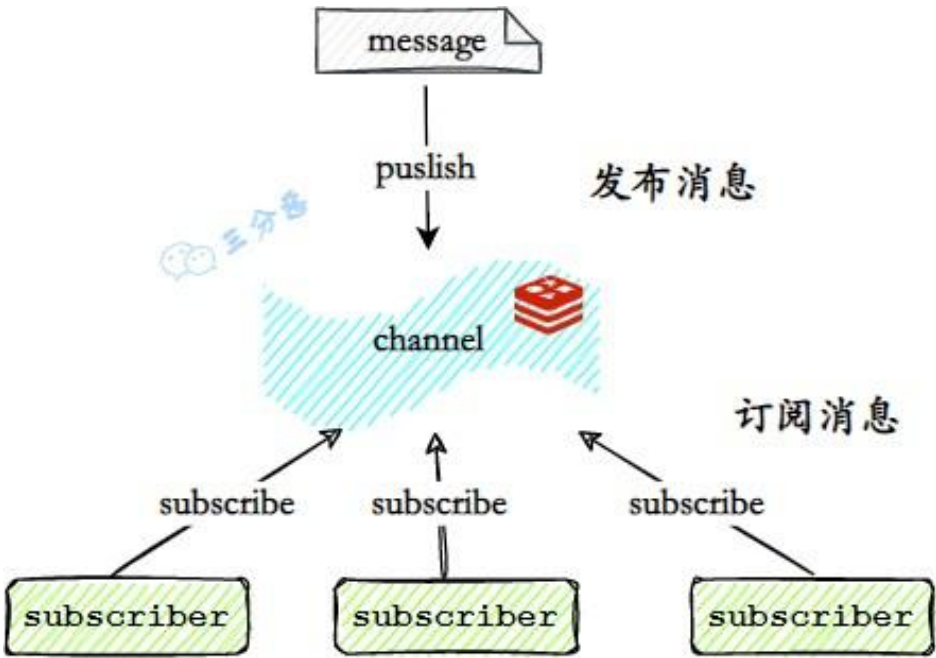 message
puslish
发布消息
三分恶
channel
订阅消息
subscribe subscribe subscribe
subscriber subscriber subscriber